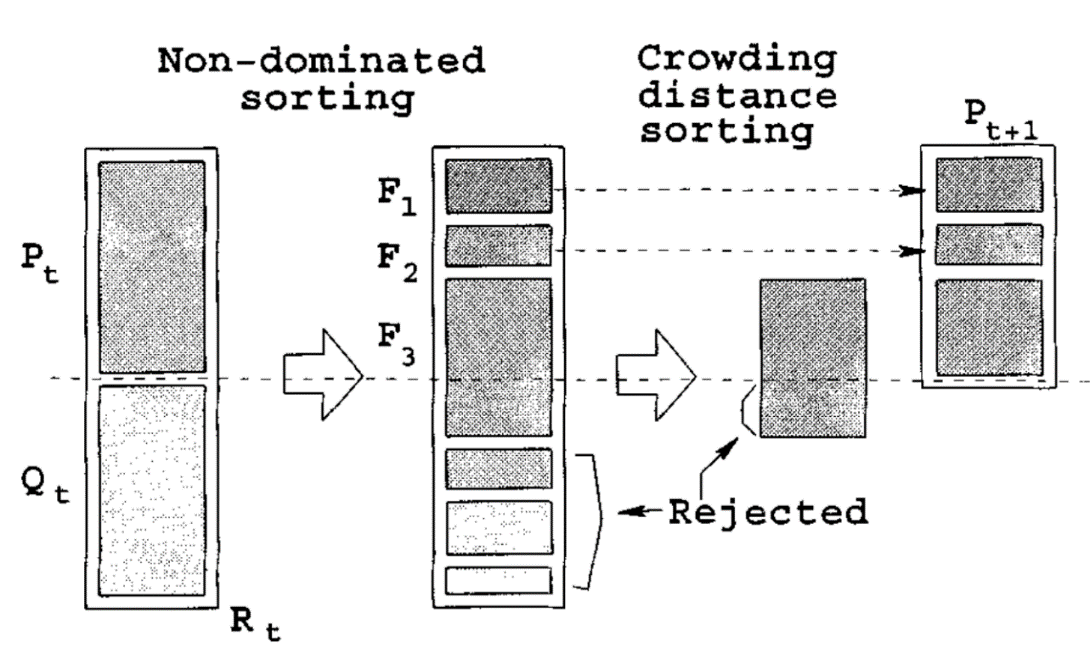 Non-dominated
sorting
Crowding
distance
sorting
P t+1
F 1
P t
F 2
F 3
Q t
Rejected
R t